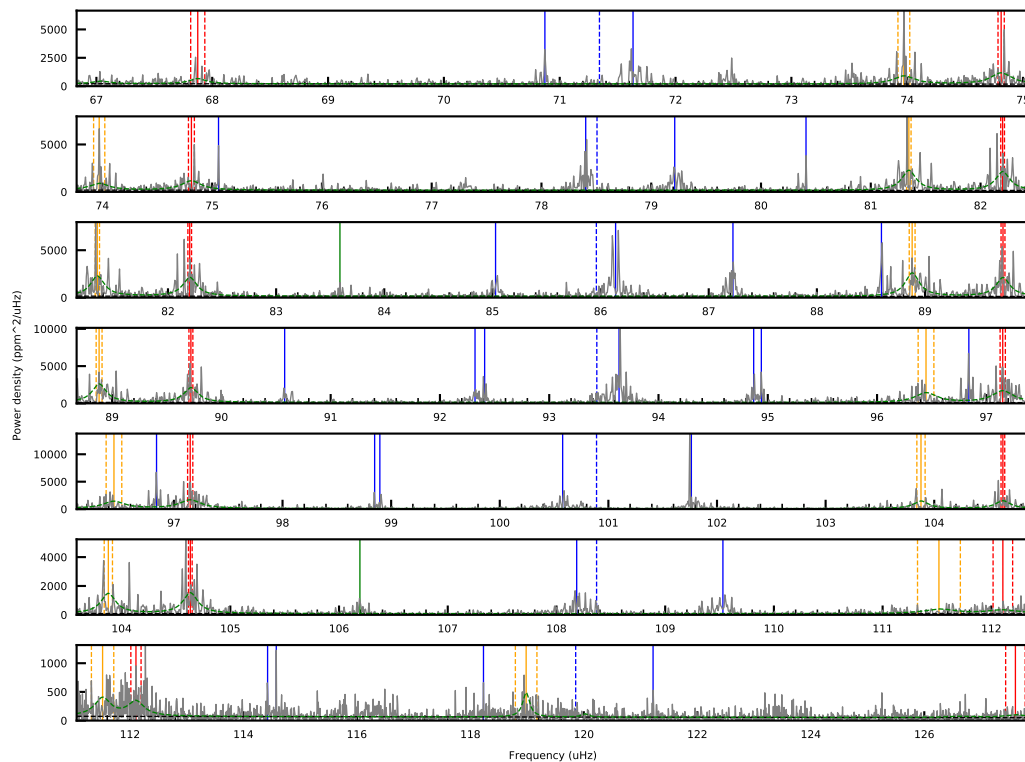 5000
2500
0
67 68 69 70 71 72 73 74 75
5000
0
74 75 76 77 78 79 80 81 82
5000
0
82 83 84 85 86 87 88 89
10000
5000
0
89 90 91 92 93 94 95 96 97
10000
5000
0
97 98 99 100 101 102 103 104
4000
2000
0
104 105 106 107 108 109 110 111 112
1000
500
0
112 114 116 118 120 122 124 126
Power density (ppm^2/uHz)
Frequency (uHz)